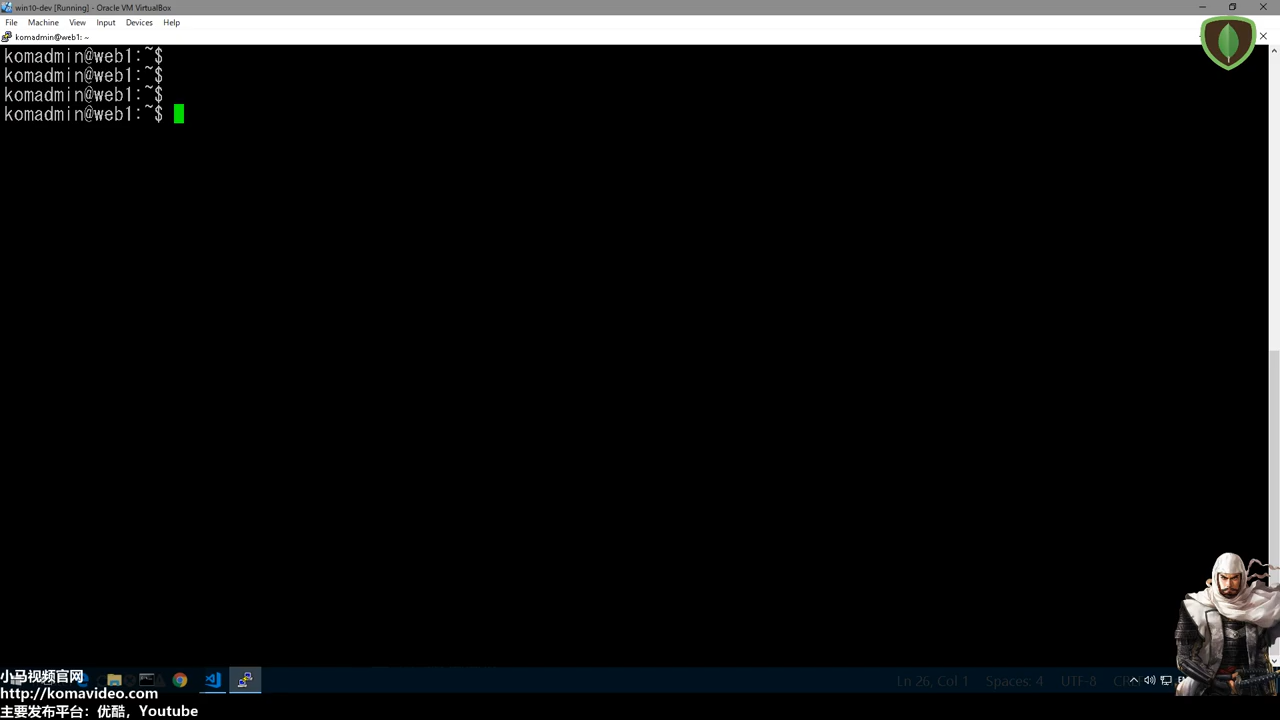 win10-dev [Running] - Oracle VM VirtualBox
File Machine View Input Devices Help
komadmin@web1: ~
komadmin@web1:~$
komadmin@web1:~$
komadmin@web1:~$
komadmin@web1:~$
小马视频官网
http://komavideo.com
Ln 26, Col 1 Spaces: 4 UTF-8
主要发布平台：优酷，Youtube